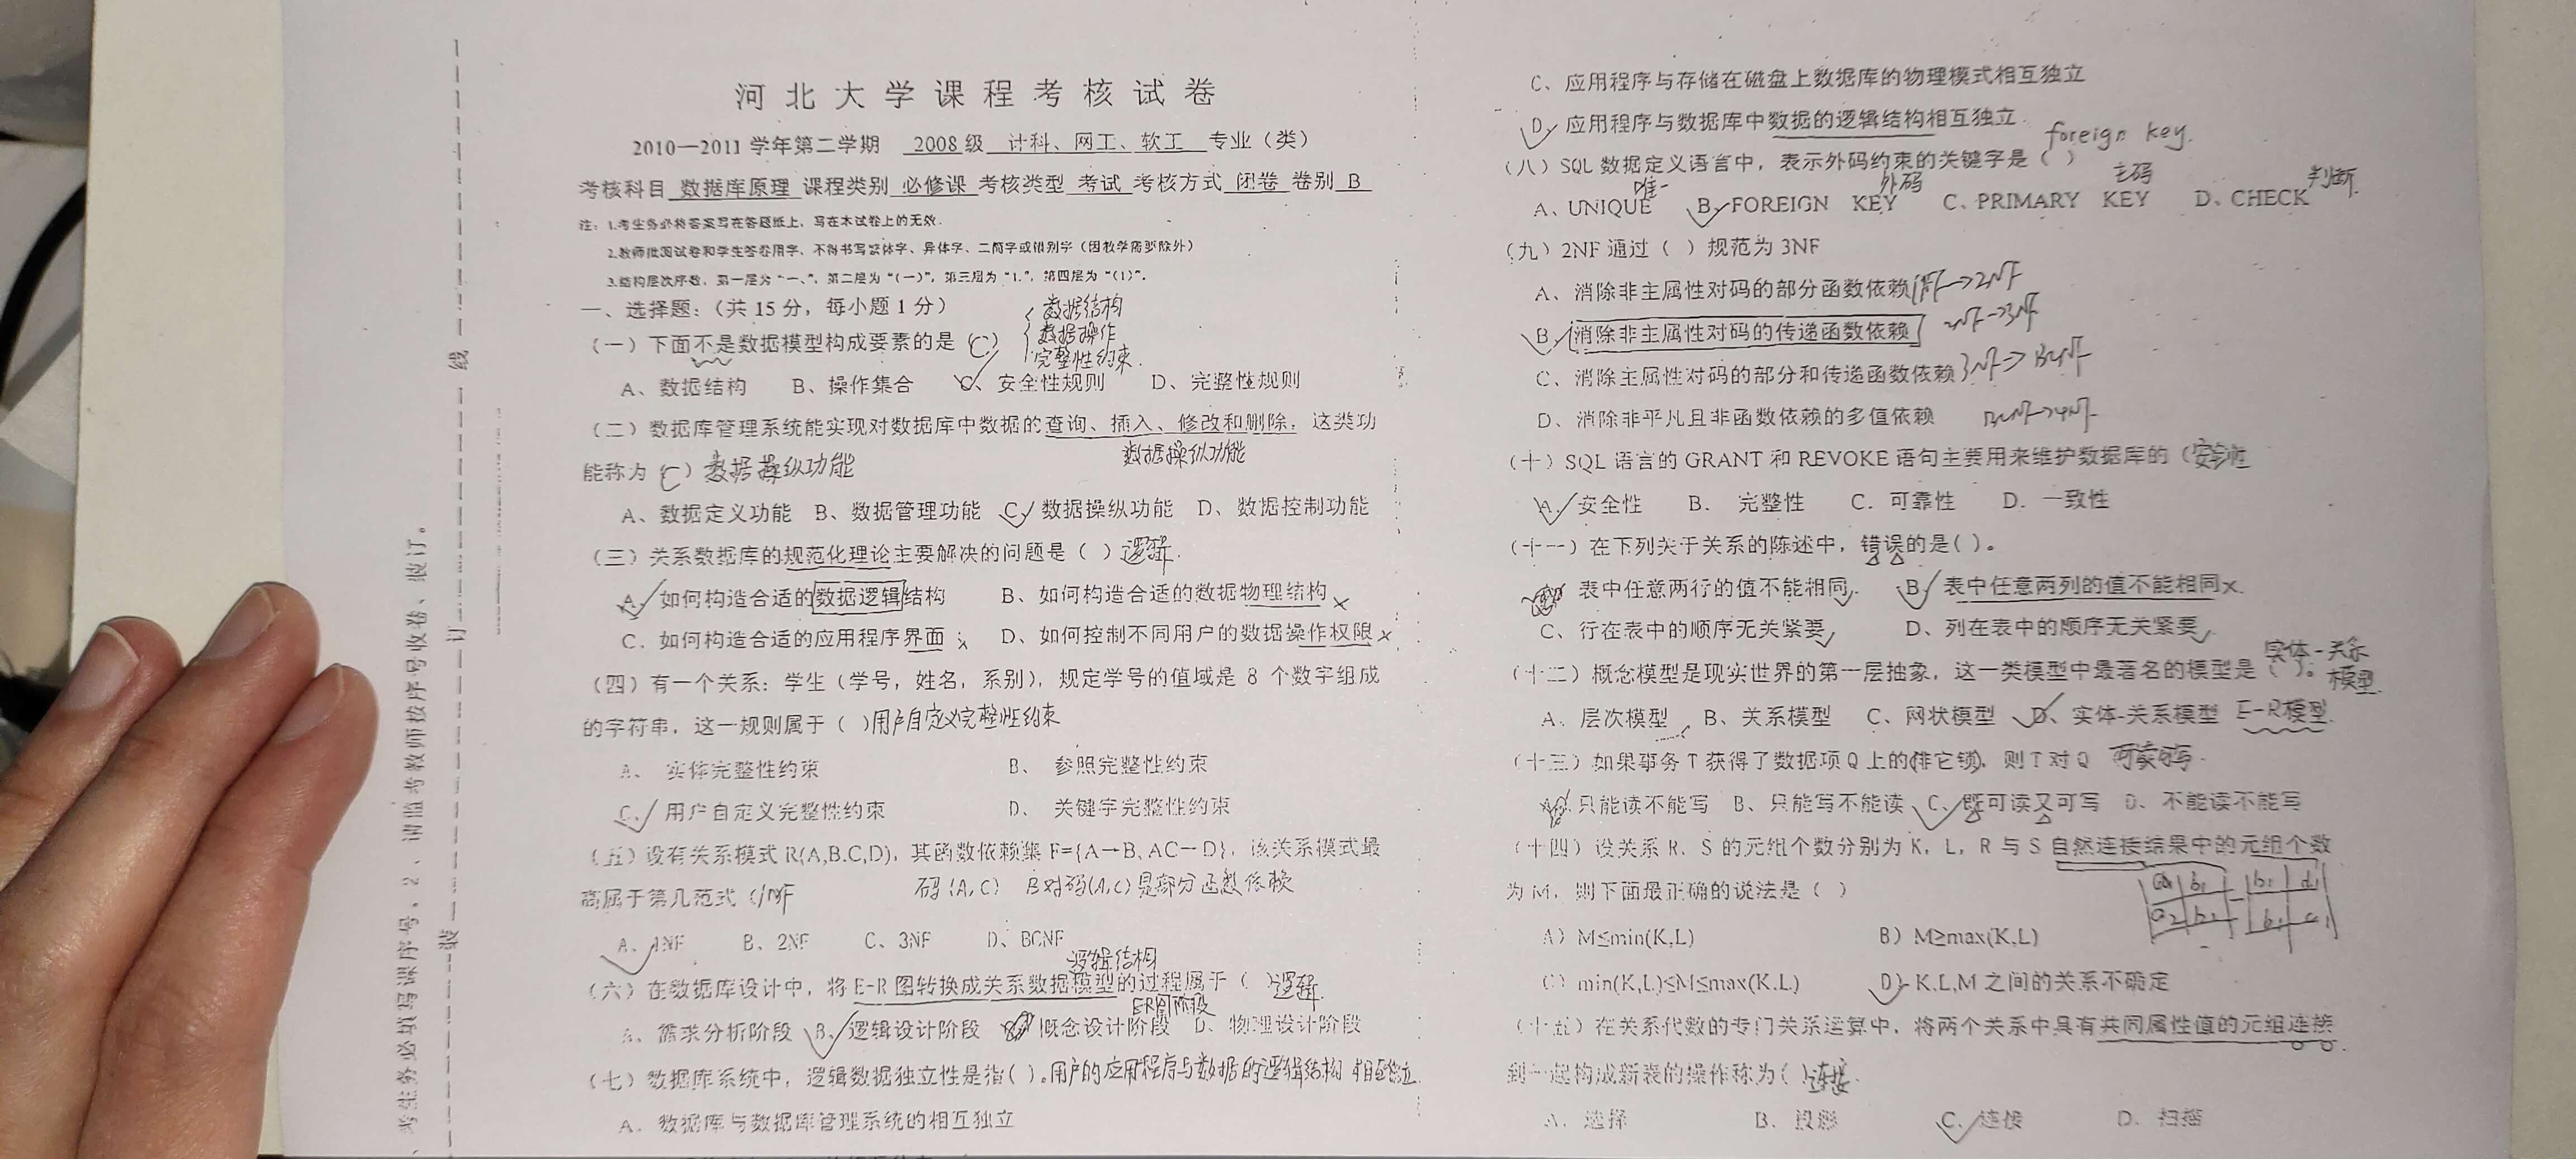 河北大学课程考核试卷
2010—2011 学年第二学期 2008级 计科、网工、软工 专业（类）
考核科目 数据库原理 课程类别 必修课 考核类型 考试 考核方式 闭卷 卷别 B
注：1.考生务必将答案写在答题纸上，写在本试卷上的无效.
2.教师批阅试卷和学生答卷用字，不得书写繁体字、异体字、二简字或错别字（因教学需要除外）
3.结构层次序数，第一层为“一、”，第二层为“（一）”，第三层为“1.”，第四层为“（1）”.
一、选择题：（共 15 分，每小题 1 分）
数据结构
数据操作
完整性约束.
（一）下面不是数据模型构成要素的是（C）
A、数据结构 B、操作集合 C、安全性规则 D、完整性规则
（二）数据库管理系统能实现对数据库中数据的查询、插入、修改和删除，这类功
数据操纵功能
能称为（C）数据操纵功能
A、数据定义功能 B、数据管理功能 C、数据操纵功能 D、数据控制功能
（三）关系数据库的规范化理论主要解决的问题是（ ）逻辑.
A、如何构造合适的数据逻辑结构 B、如何构造合适的数据物理结构 x
C、如何构造合适的应用程序界面 x D、如何控制不同用户的数据操作权限 x
（四）有一个关系：学生（学号，姓名，系别），规定学号的值域是 8 个数字组成
的字符串，这一规则属于（ ）用户自定义完整性约束
A、 实体完整性约束 B、 参照完整性约束
C、 用户自定义完整性约束 D、 关键字完整性约束
（五）设有关系模式 R(A,B,C,D)，其函数依赖集 F={A→B, AC→D}，该关系模式最
码(A,C) B对码(A,C)是部分函数依赖
高属于第几范式（ ）1NF
A、1NF B、2NF C、3NF D、BCNF
逻辑结构
（六）在数据库设计中，将 E-R 图转换成关系数据模型的过程属于（ ）逻辑.
ER图阶段
A、需求分析阶段 B、逻辑设计阶段 概念设计阶段 D、物理设计阶段
（七）数据库系统中，逻辑数据独立性是指( )。用户的应用程序与数据的逻辑结构 相互独立.
A、数据库与数据库管理系统的相互独立
C、应用程序与存储在磁盘上数据库的物理模式相互独立
D、应用程序与数据库中数据的逻辑结构相互独立
foreign key.
（八）SQL 数据定义语言中，表示外码约束的关键字是（ ）
唯一 外码 主码 判断
A、UNIQUE B、FOREIGN KEY C、PRIMARY KEY D、CHECK
（九）2NF 通过（ ）规范为 3NF
A、消除非主属性对码的部分函数依赖 1NF→2NF
B、消除非主属性对码的传递函数依赖 2NF→3NF
C、消除主属性对码的部分和传递函数依赖 3NF→BCNF
D、消除非平凡且非函数依赖的多值依赖 BCNF→4NF
（十）SQL 语言的 GRANT 和 REVOKE 语句主要用来维护数据库的（安全性
A、安全性 B. 完整性 C. 可靠性 D. 一致性
（十一）在下列关于关系的陈述中，错误的是( )。
表中任意两行的值不能相同 B、表中任意两列的值不能相同 x.
C、行在表中的顺序无关紧要 D、列在表中的顺序无关紧要
实体-关系
（十二）概念模型是现实世界的第一层抽象，这一类模型中最著名的模型是（ ）。模型.
A、层次模型 B、关系模型 C、网状模型 D、实体-关系模型 E-R模型.
（十三）如果事务 T 获得了数据项 Q 上的(排它锁)，则 T 对 Q 可读可写.
只能读不能写 B、只能写不能读 C、既可读又可写 D、不能读不能写
（十四）设关系 R，S 的元组个数分别为 K，L，R 与 S 自然连接结果中的元组个数
为 M，则下面最正确的说法是（ ）
A）M≤min(K,L) B）M≥max(K,L)
C）min(K,L)≤M≤max(K,L) D）K,L,M 之间的关系不确定
（十五）在关系代数的专门关系运算中，将两个关系中具有共同属性值的元组连接
到一起构成新表的操作称为( )连接.
A、选择 B、投影 C、连接 D、扫描
考生务必填写课序号。2、请监考教师按序号收卷、装订。
装 订 线